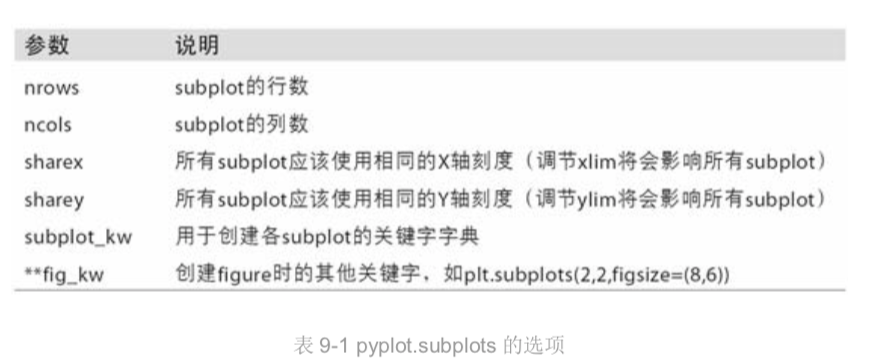 参数 说明
nrows subplot的行数
ncols subplot的列数
sharex 所有subplot应该使用相同的X轴刻度（调节xlim将会影响所有subplot）
sharey 所有subplot应该使用相同的Y轴刻度（调节ylim将会影响所有subplot）
subplot_kw 用于创建各subplot的关键字字典
**fig_kw 创建figure时的其他关键字，如plt.subplots(2,2,figsize=(8,6))
表 9-1 pyplot.subplots 的选项